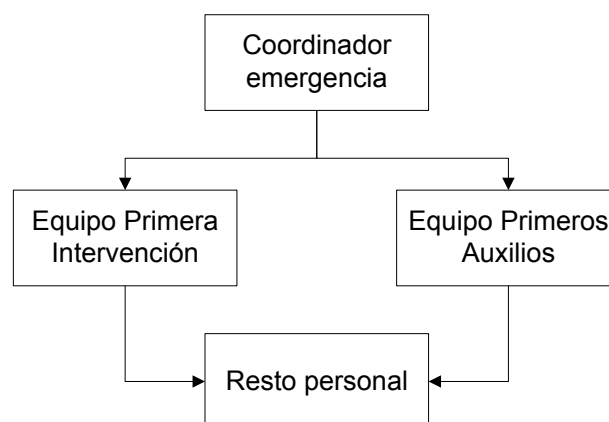 Coordinador
emergencia
Equipo Primera
Intervención
Equipo Primeros
Auxilios
Resto personal